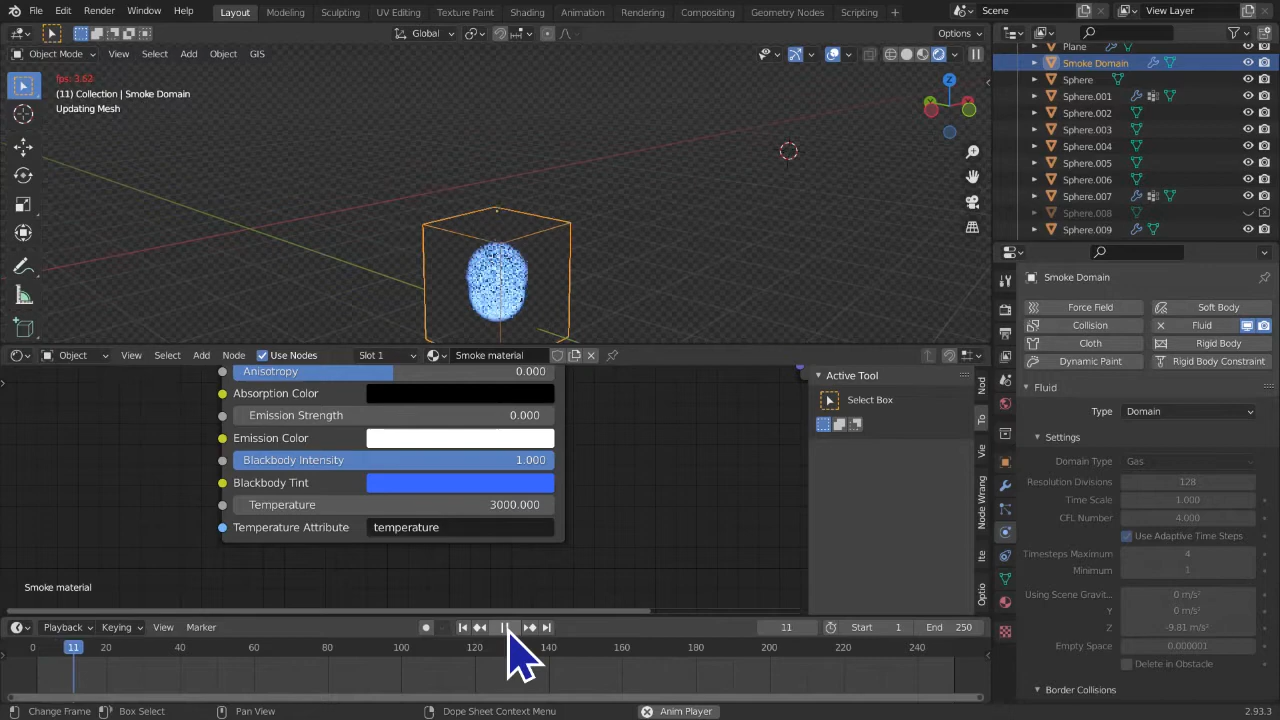 File Edit Render Window Help Layout Modeling Sculpting UV Editing Texture Paint Shading Animation Rendering Compositing Geometry Nodes Scripting + Scene View Layer
Global Options
Object Mode View Select Add Object GIS
fps: 3.62
(11) Collection | Smoke Domain
Updating Mesh
Z
Plane
Smoke Domain
Sphere
Sphere.001
Sphere.002
Sphere.003
Sphere.004
Sphere.005
Sphere.006
Sphere.007
Sphere.008
Sphere.009
Smoke Domain
Force Field Soft Body
Collision Fluid
Cloth Rigid Body
Dynamic Paint Rigid Body Constraint
Fluid
Type Domain
Settings
Domain Type Gas
Resolution Divisions 128
Time Scale 1.000
CFL Number 4.000
Use Adaptive Time Steps
Timesteps Maximum 4
Minimum 1
Using Scene Gravit... 0 m/s²
Y 0 m/s²
Z -9.81 m/s²
Empty Space 0.000001
Delete in Obstacle
Border Collisions
Object View Select Add Node Use Nodes Slot 1 Smoke material
Anisotropy 0.000
Absorption Color
Emission Strength 0.000
Emission Color
Blackbody Intensity 1.000
Blackbody Tint
Temperature 3000.000
Temperature Attribute temperature
Smoke material
Active Tool
Select Box
Nod
To
Vie
Node Wrang
Ite
Optio
Playback Keying View Marker 11 Start 1 End 250
0 11 20 40 60 80 100 120 140 160 180 200 220 240
Change Frame Box Select Pan View Dope Sheet Context Menu Anim Player 2.93.3